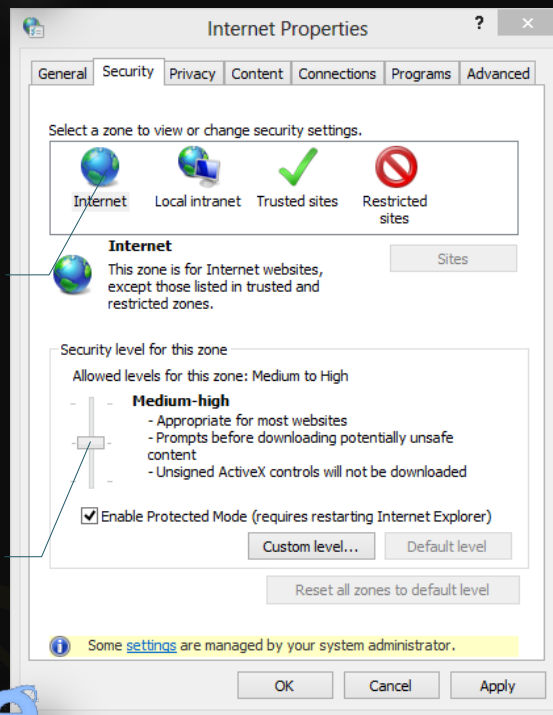 Internet Properties
?
General Security Privacy Content Connections Programs Advanced
Select a zone to view or change security settings.
Internet Local intranet Trusted sites Restricted
sites
Internet
This zone is for Internet websites,
except those listed in trusted and
restricted zones.
Sites
Security level for this zone
Allowed levels for this zone: Medium to High
Medium-high
- Appropriate for most websites
- Prompts before downloading potentially unsafe
content
- Unsigned ActiveX controls will not be downloaded
Enable Protected Mode (requires restarting Internet Explorer)
Custom level... Default level
Reset all zones to default level
Some settings are managed by your system administrator.
OK Cancel Apply